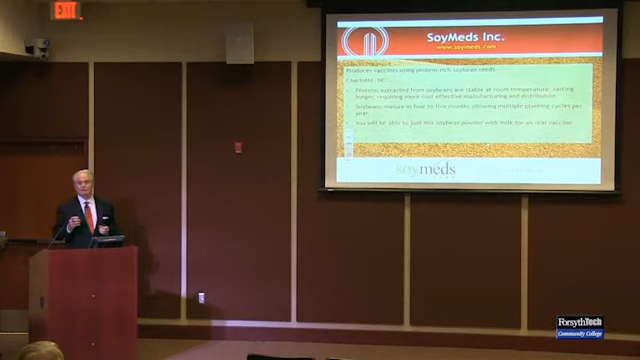 EXIT
SoyMeds Inc.
www.soymeds.com
Produces vaccines using protein-rich soybean seeds.
Charlotte, NC
Proteins extracted from soybeans are stable at room temperature, lasting
longer, requiring more cost effective manufacturing and distribution
Soybeans mature in four to five months allowing multiple planting cycles per
year.
You will be able to just mix soybean powder with milk for an oral vaccine
soymeds
ForsythTech
Community College